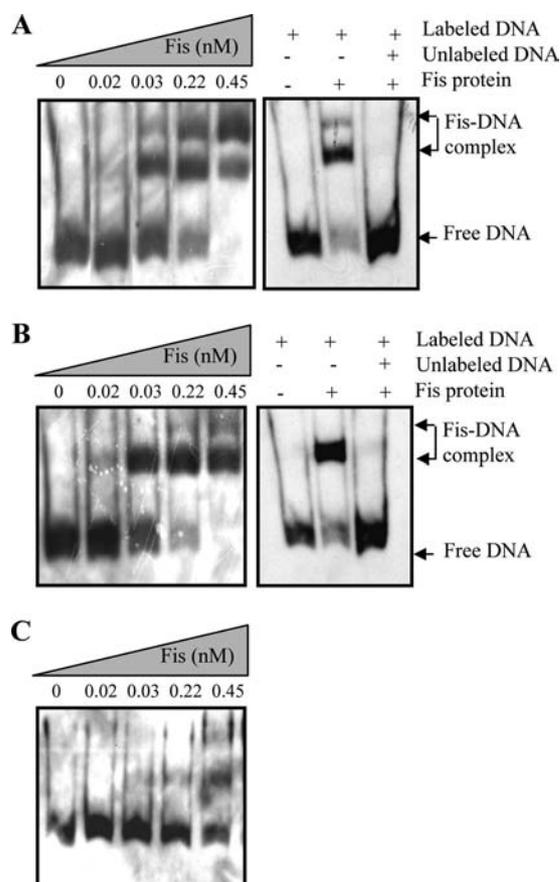 A
Fis (nM)
0 0.02 0.03 0.22 0.45
+ + + Labeled DNA
- - + Unlabeled DNA
- + + Fis protein
Fis-DNA
complex
Free DNA
B
Fis (nM)
0 0.02 0.03 0.22 0.45
+ + + Labeled DNA
- - + Unlabeled DNA
- + + Fis protein
Fis-DNA
complex
Free DNA
C
Fis (nM)
0 0.02 0.03 0.22 0.45